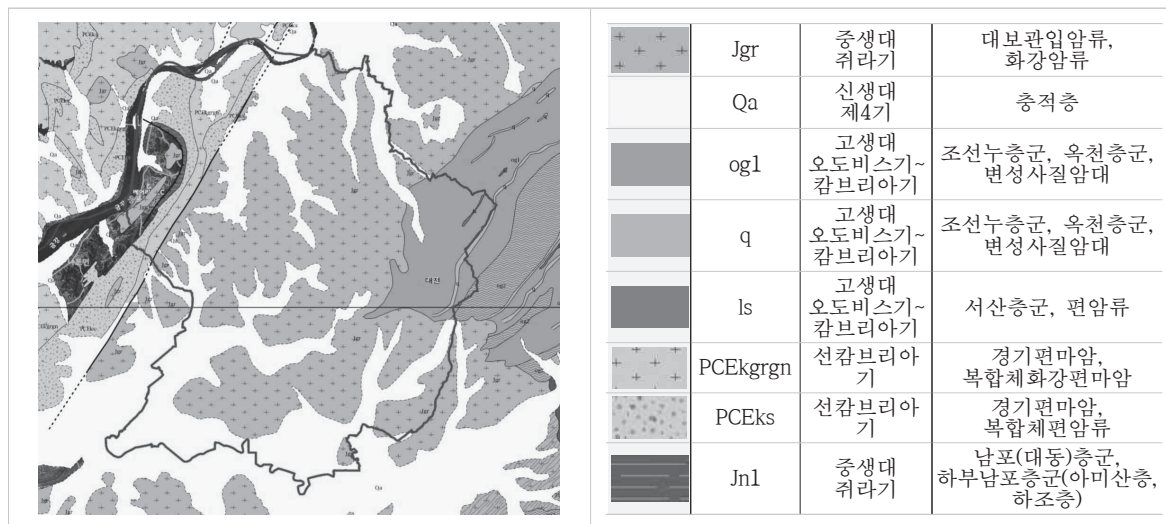 대전
Jgr
중생대
쥐라기
대보관입암류,
화강암류
Qa
신생대
제4기
충적층
og1
고생대
오도비스기~
캄브리아기
조선누층군, 옥천층군,
변성사질암대
q
고생대
오도비스기~
캄브리아기
조선누층군, 옥천층군,
변성사질암대
ls
고생대
오도비스기~
캄브리아기
서산층군, 편암류
PCEkgrgn
선캄브리아
기
경기편마암,
복합체화강편마암
PCEks
선캄브리아
기
경기편마암,
복합체편암류
Jn1
중생대
쥐라기
남포(대동)층군,
하부남포층군(아미산층,
하조층)